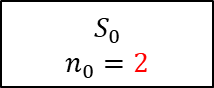 S₀
n₀ = 2